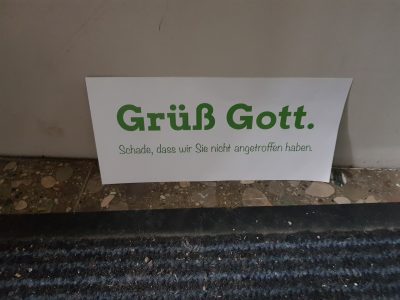 Grüß Gott.
Schade, dass wir Sie nicht angetroffen haben.